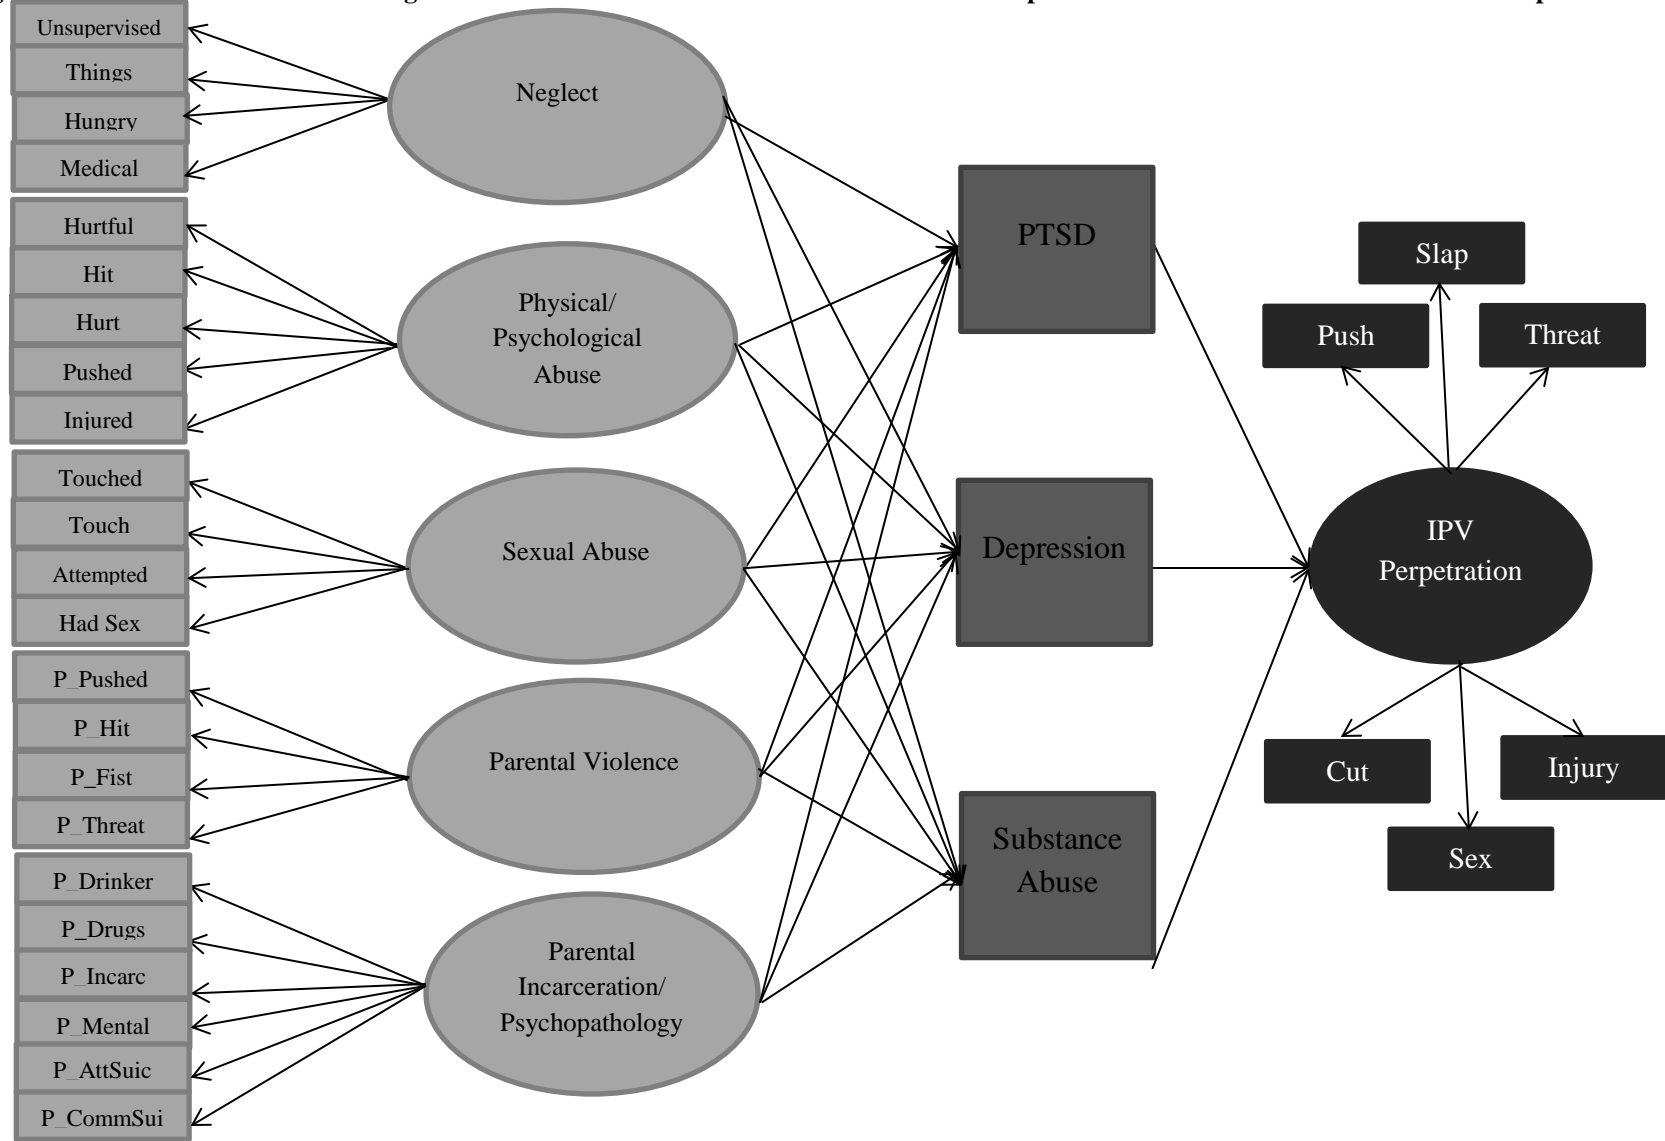 Unsupervised
Things
Hungry
Medical
Hurtful
Hit
Hurt
Pushed
Injured
Touched
Touch
Attempted
Had Sex
P_Pushed
P_Hit
P_Fist
P_Threat
P_Drinker
P_Drugs
P_Incarc
P_Mental
P_AttSuic
P_CommSui
Neglect
Physical/
Psychological
Abuse
Sexual Abuse
Parental Violence
Parental
Incarceration/
Psychopathology
PTSD
Depression
Substance
Abuse
Slap
Push
Threat
IPV
Perpetration
Cut
Injury
Sex